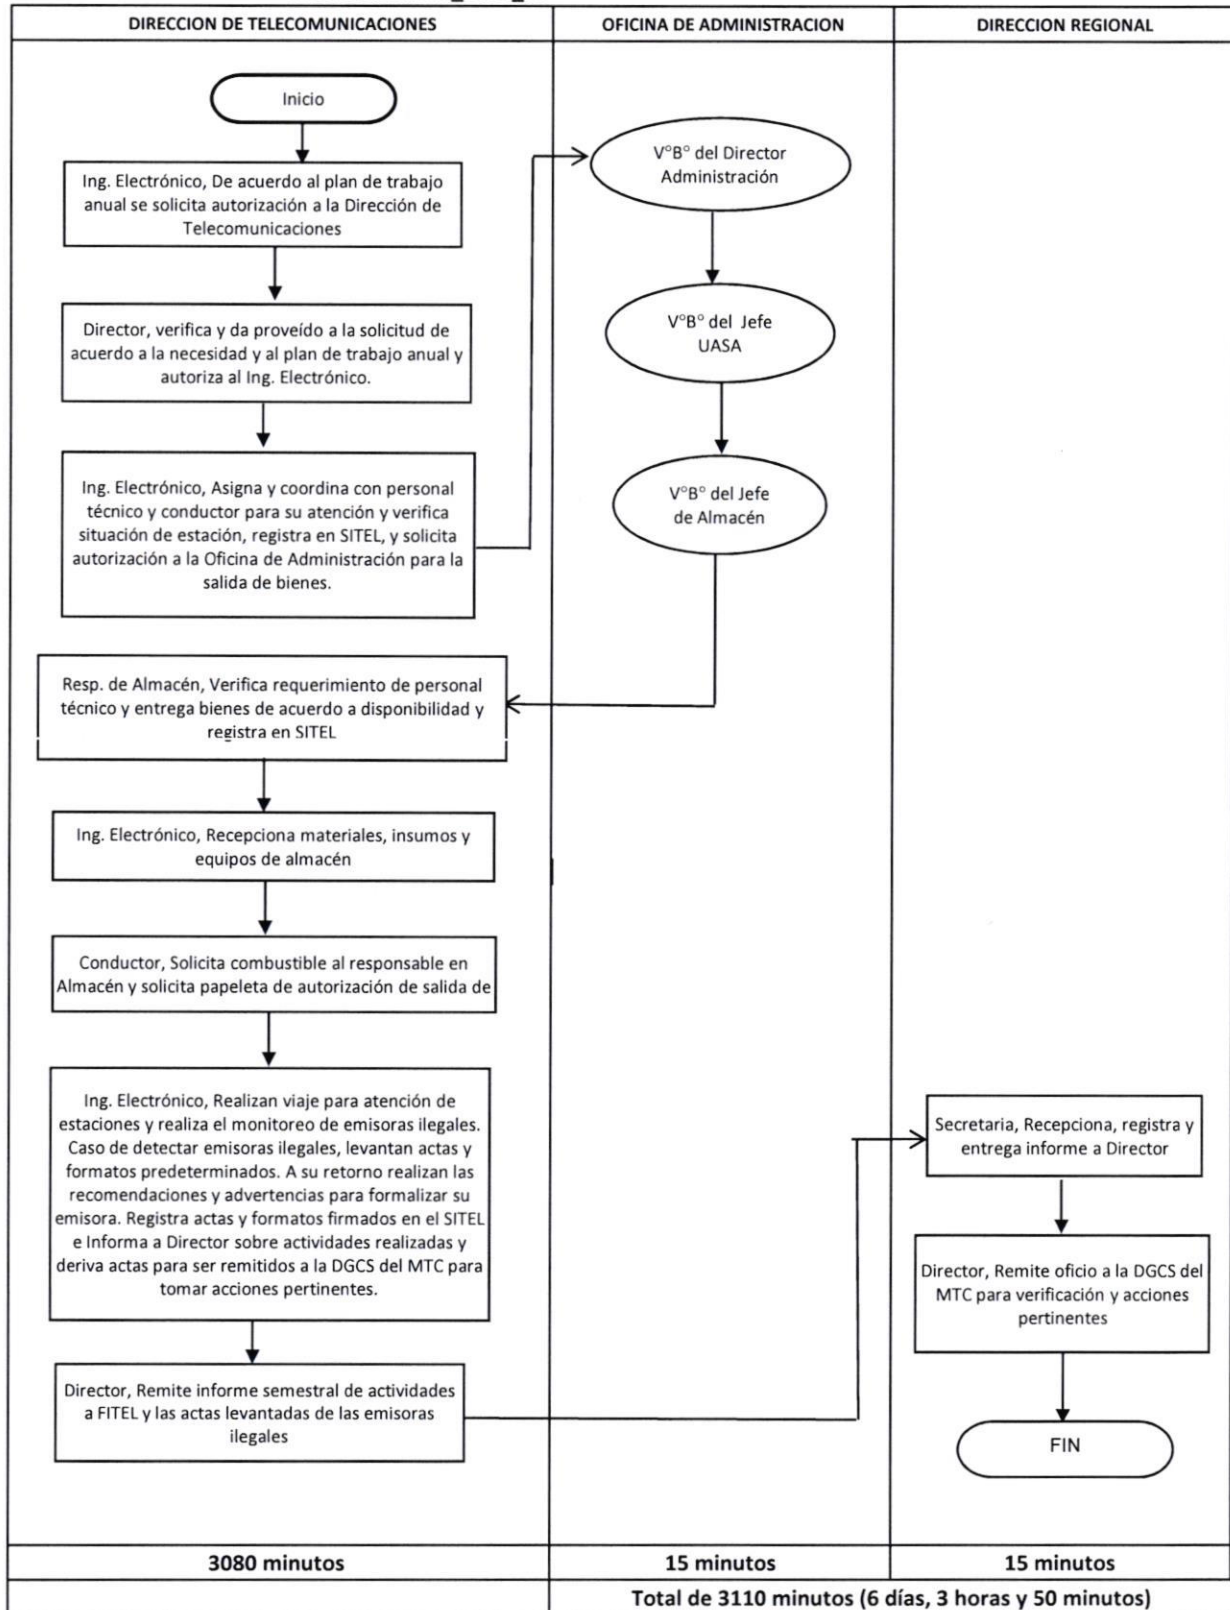 DIRECCION DE TELECOMUNICACIONES
OFICINA DE ADMINISTRACION
DIRECCION REGIONAL
Inicio
Ing. Electrónico, De acuerdo al plan de trabajo
anual se solicita autorización a la Dirección de
Telecomunicaciones
Director, verifica y da proveído a la solicitud de
acuerdo a la necesidad y al plan de trabajo anual y
autoriza al Ing. Electrónico.
Ing. Electrónico, Asigna y coordina con personal
técnico y conductor para su atención y verifica
situación de estación, registra en SITEL, y solicita
autorización a la Oficina de Administración para la
salida de bienes.
V°B° del Director
Administración
V°B° del Jefe
UASA
V°B° del Jefe
de Almacén
Resp. de Almacén, Verifica requerimiento de personal
técnico y entrega bienes de acuerdo a disponibilidad y
registra en SITEL
Ing. Electrónico, Recepciona materiales, insumos y
equipos de almacén
Conductor, Solicita combustible al responsable en
Almacén y solicita papeleta de autorización de salida de
Ing. Electrónico, Realizan viaje para atención de
estaciones y realiza el monitoreo de emisoras ilegales.
Caso de detectar emisoras ilegales, levantan actas y
formatos predeterminados. A su retorno realizan las
recomendaciones y advertencias para formalizar su
emisora. Registra actas y formatos firmados en el SITEL
e Informa a Director sobre actividades realizadas y
deriva actas para ser remitidos a la DGCS del MTC para
tomar acciones pertinentes.
Director, Remite informe semestral de actividades
a FITEL y las actas levantadas de las emisoras
ilegales
Secretaria, Recepciona, registra y
entrega informe a Director
Director, Remite oficio a la DGCS del
MTC para verificación y acciones
pertinentes
FIN
3080 minutos
15 minutos
15 minutos
Total de 3110 minutos (6 días, 3 horas y 50 minutos)